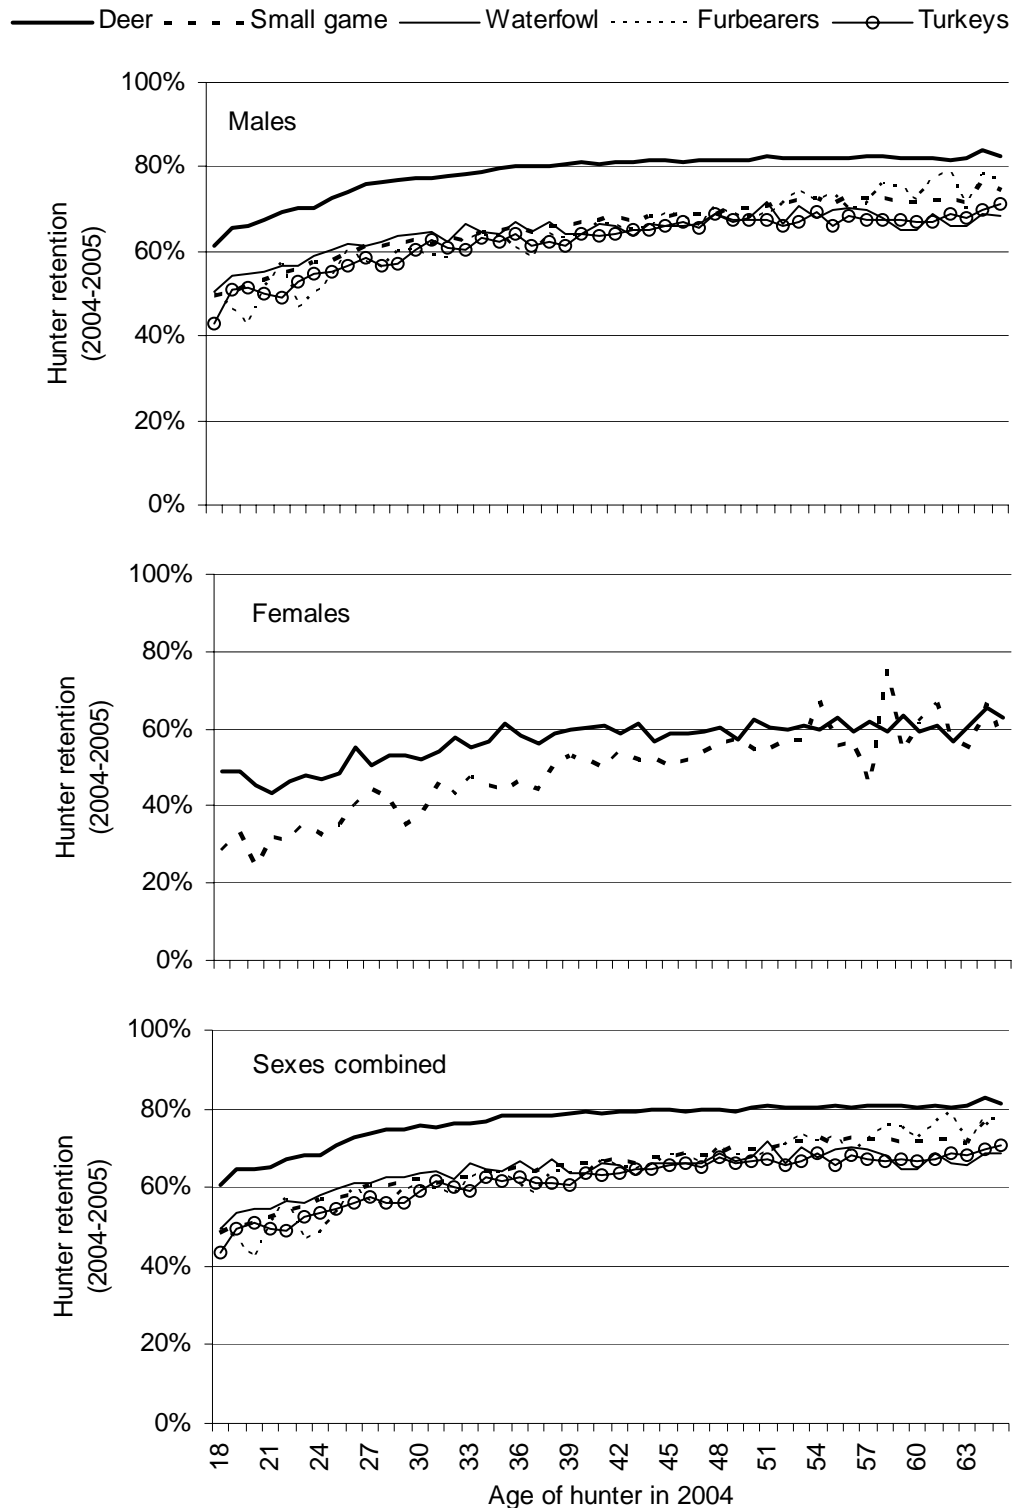 Deer Small game Waterfowl Furbearers Turkeys
100%
Males
80%
60%
40%
20%
0%
Hunter retention
(2004-2005)
100%
Females
80%
60%
40%
20%
0%
Hunter retention
(2004-2005)
100%
Sexes combined
80%
60%
40%
20%
0%
Hunter retention
(2004-2005)
18 21 24 27 30 33 36 39 42 45 48 51 54 57 60 63
Age of hunter in 2004